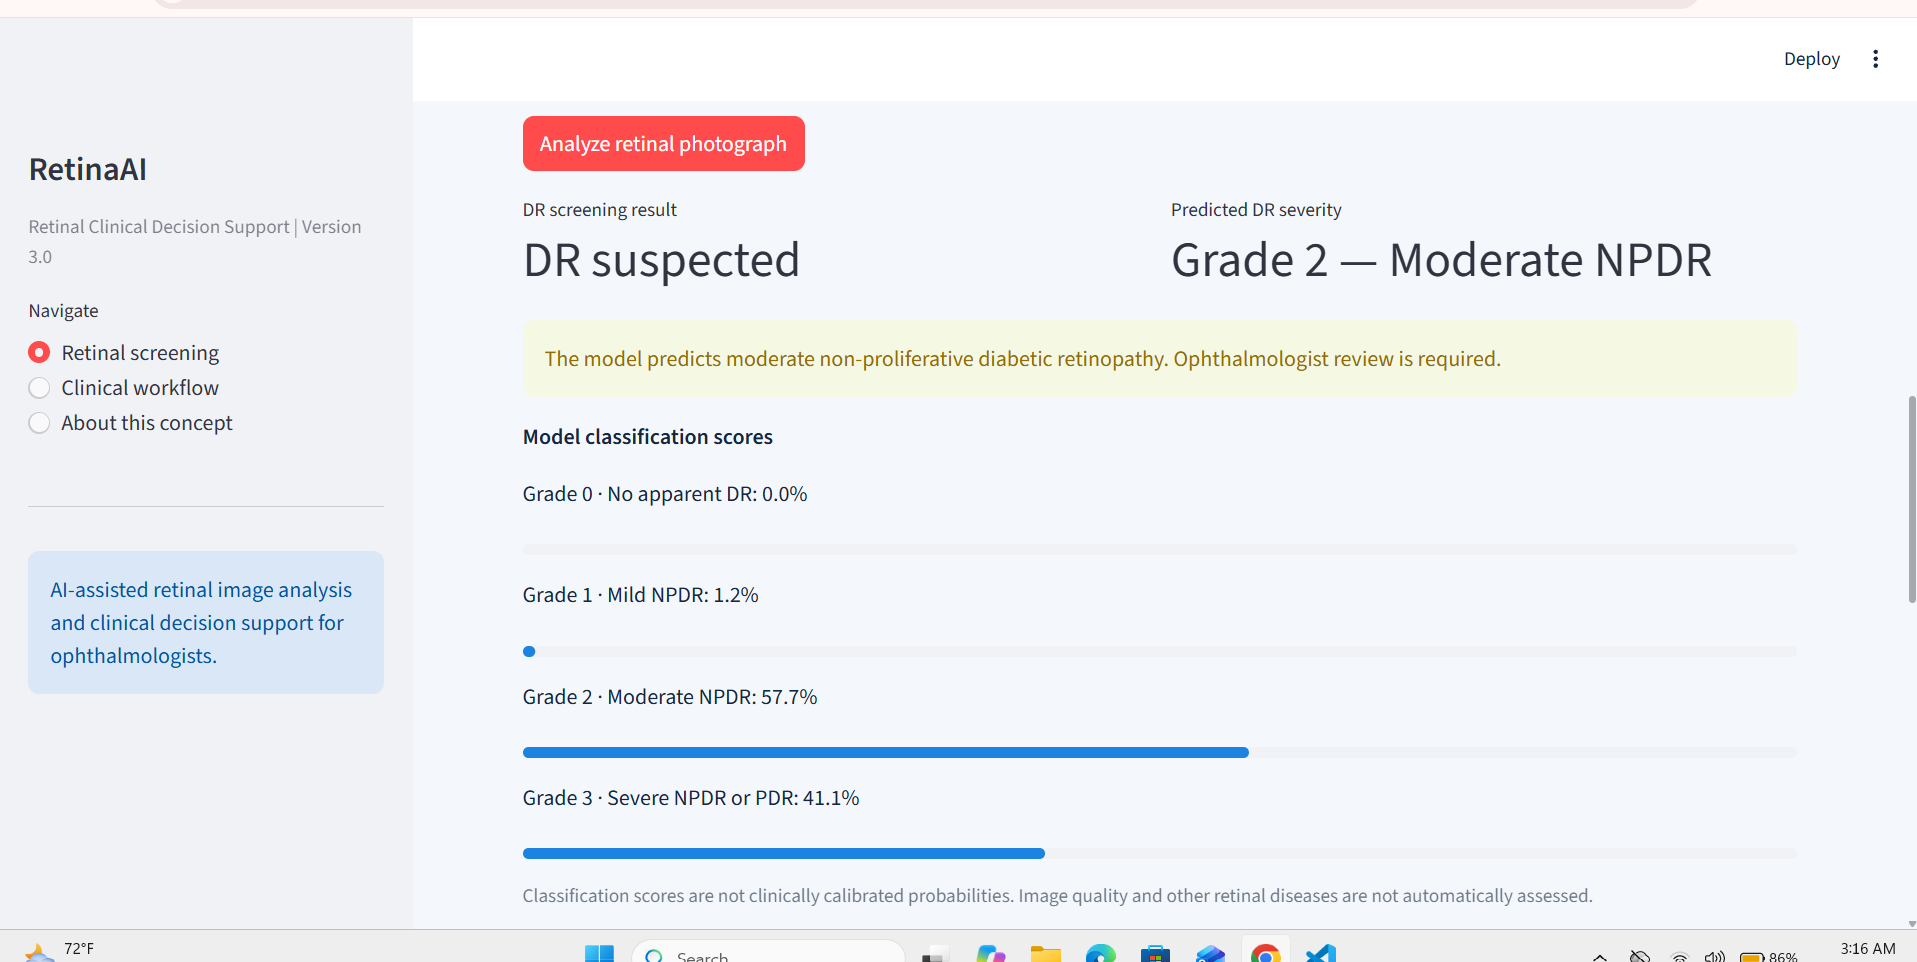 Deploy
RetinaAI
Retinal Clinical Decision Support | Version
3.0
Navigate
Retinal screening
Clinical workflow
About this concept
AI-assisted retinal image analysis
and clinical decision support for
ophthalmologists.
Analyze retinal photograph
DR screening result
DR suspected
Predicted DR severity
Grade 2 — Moderate NPDR
The model predicts moderate non-proliferative diabetic retinopathy. Ophthalmologist review is required.
Model classification scores
Grade 0 · No apparent DR: 0.0%
Grade 1 · Mild NPDR: 1.2%
Grade 2 · Moderate NPDR: 57.7%
Grade 3 · Severe NPDR or PDR: 41.1%
Classification scores are not clinically calibrated probabilities. Image quality and other retinal diseases are not automatically assessed.
72°F
Search
86%
3:16 AM